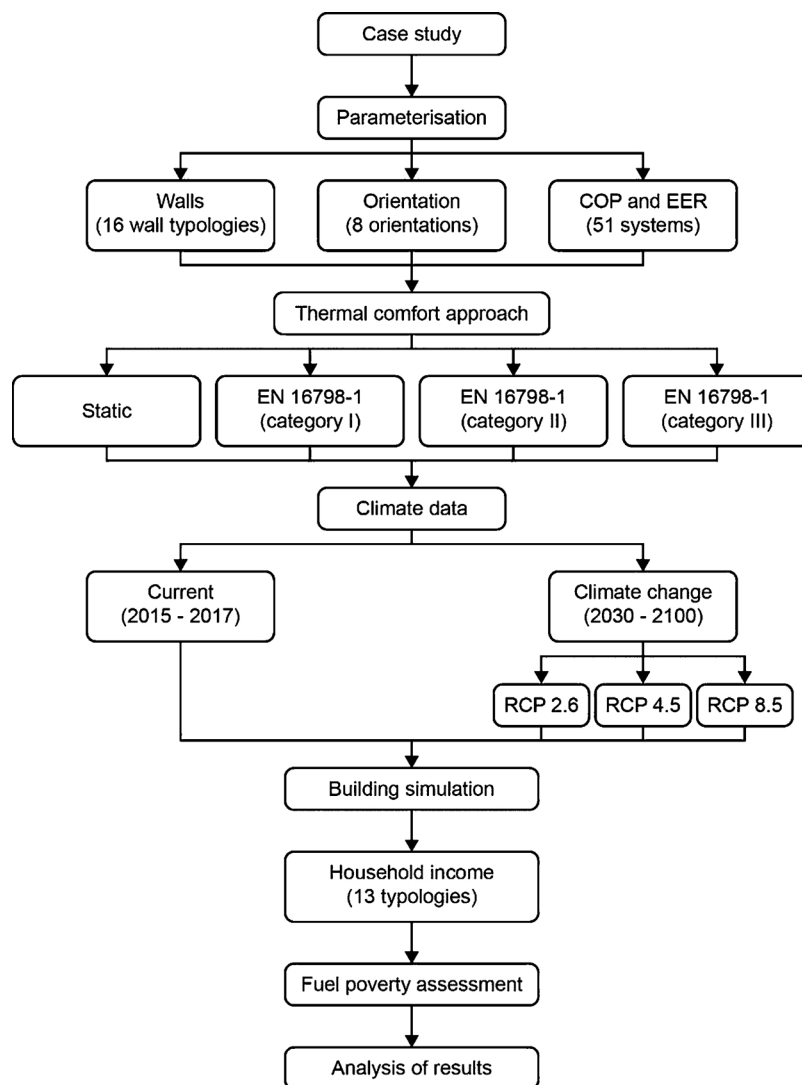 Case study
Parameterisation
Walls
(16 wall typologies)
Orientation
(8 orientations)
COP and EER
(51 systems)
Thermal comfort approach
Static
EN 16798-1
(category I)
EN 16798-1
(category II)
EN 16798-1
(category III)
Climate data
Current
(2015 - 2017)
Climate change
(2030 - 2100)
RCP 2.6
RCP 4.5
RCP 8.5
Building simulation
Household income
(13 typologies)
Fuel poverty assessment
Analysis of results